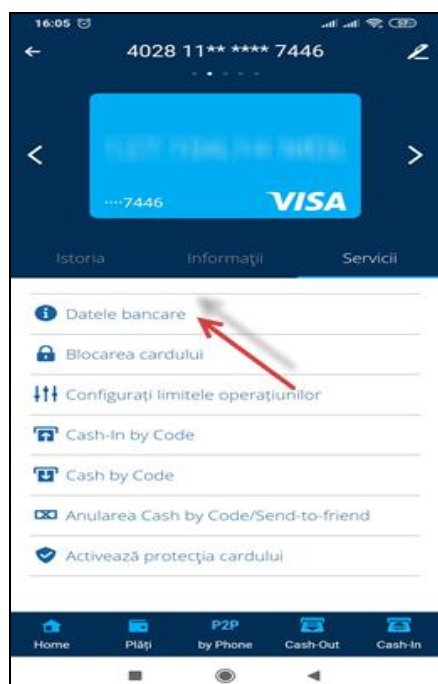 16:05
4028 11** **** 7446
····7446
VISA
Istoria Informații Servicii
Datele bancare
Blocarea cardului
Configurați limitele operațiunilor
Cash-In by Code
Cash by Code
Anularea Cash by Code/Send-to-friend
Activează protecția cardului
P2P
Home Plăți by Phone Cash-Out Cash-In